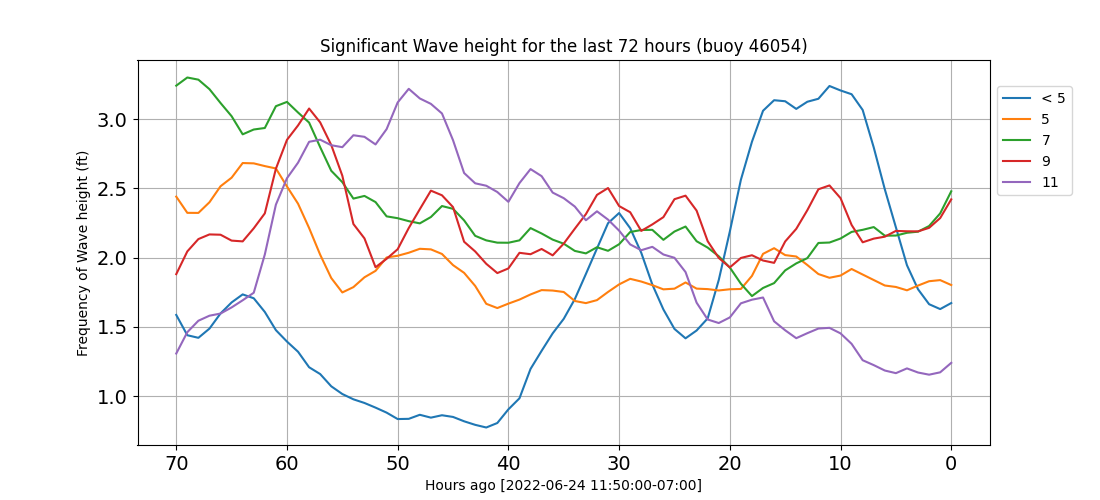 Significant Wave height for the last 72 hours (buoy 46054)
Frequency of Wave height (ft)
3.0
2.5
2.0
1.5
1.0
70 60 50 40 30 20 10 0
Hours ago [2022-06-24 11:50:00-07:00]
< 5
5
7
9
11